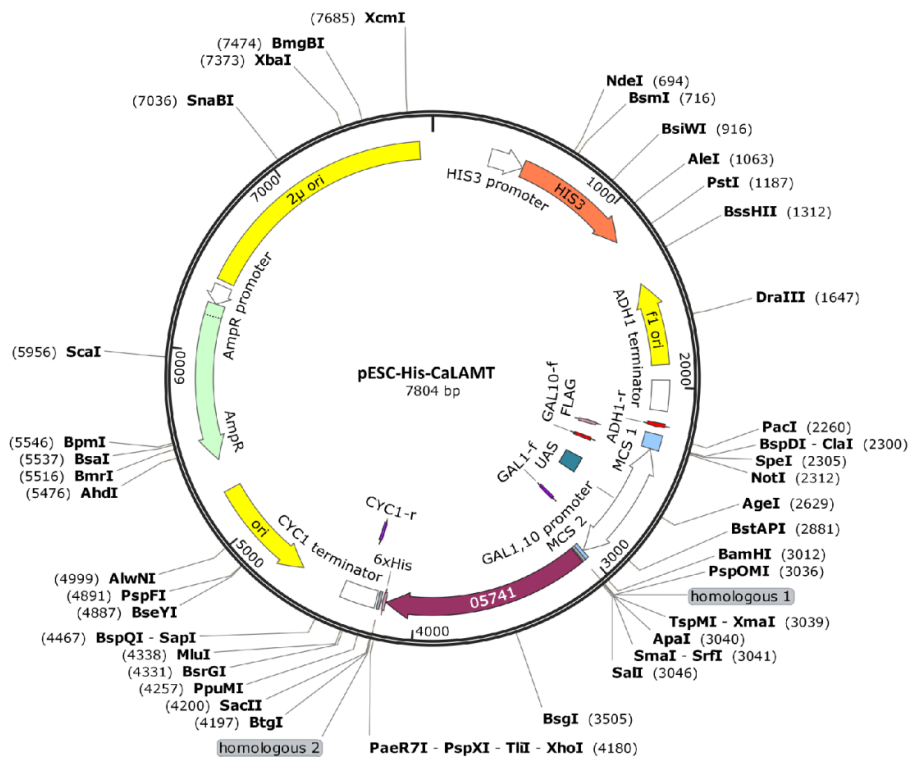 (7685) XcmI
(7474) BmgBI
(7373) XbaI
(7036) SnaBI
NdeI (694)
BsmI (716)
BsiWI (916)
AleI (1063)
PstI (1187)
BssHII (1312)
DraIII (1647)
PacI (2260)
BspDI - ClaI (2300)
SpeI (2305)
NotI (2312)
AgeI (2629)
BstAPI (2881)
BamHI (3012)
PspOMI (3036)
homologous 1
TspMI - XmaI (3039)
ApaI (3040)
SmaI - SrfI (3041)
SalI (3046)
BsgI (3505)
PaeR7I - PspXI - TliI - XhoI (4180)
homologous 2
(4197) BtgI
(4200) SacII
(4257) PpuMI
(4331) BsrGI
(4338) MluI
(4467) BspQI - SapI
(4887) BseYI
(4891) PspFI
(4999) AlwNI
(5476) AhdI
(5516) BmrI
(5537) BsaI
(5546) BpmI
(5956) ScaI
1000
2000
3000
4000
5000
6000
7000
HIS3 promoter
HIS3
f1 ori
ADH1 terminator
ADH1-r
MCS 1
FLAG
GAL10-f
UAS
GAL1-f
GAL1,10 promoter
MCS 2
05741
6xHis
CYC1-r
CYC1 terminator
ori
AmpR
AmpR promoter
2μ ori
pESC-His-CaLAMT
7804 bp